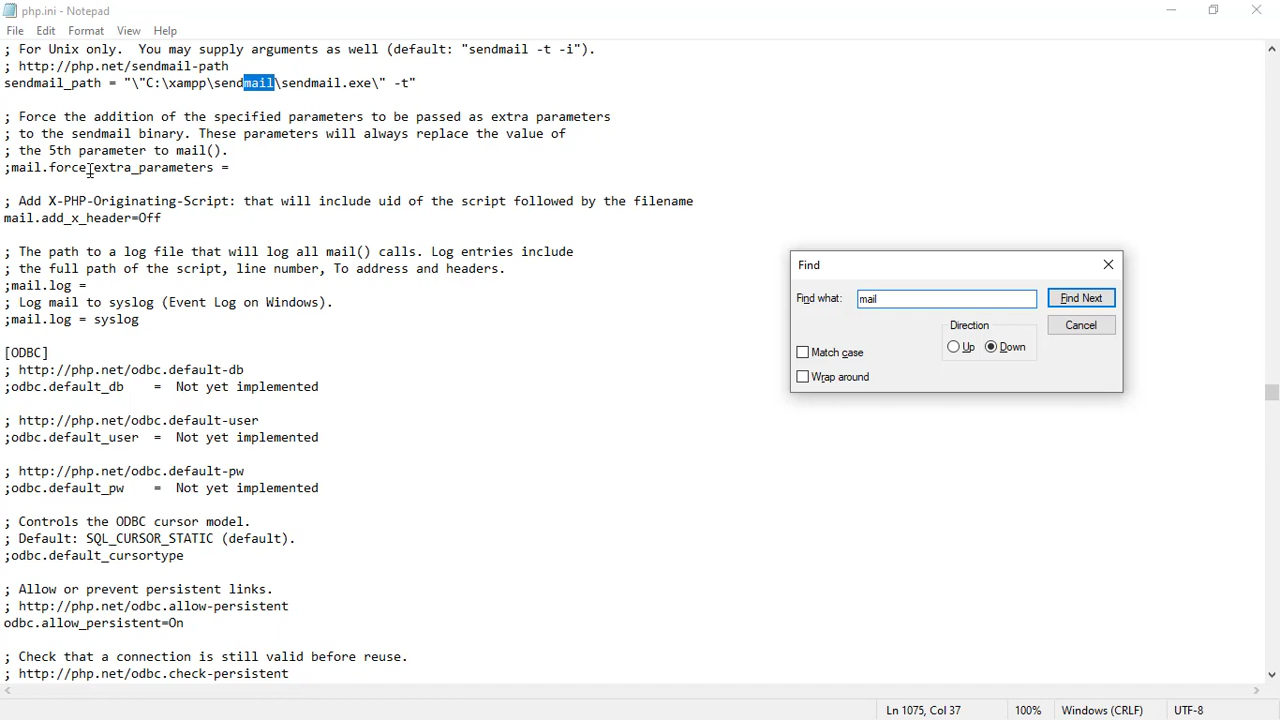 php.ini - Notepad
File Edit Format View Help
; For Unix only.  You may supply arguments as well (default: "sendmail -t -i").
; http://php.net/sendmail-path
sendmail_path = "\"C:\xampp\sendmail\sendmail.exe\" -t"
; Force the addition of the specified parameters to be passed as extra parameters
; to the sendmail binary. These parameters will always replace the value of
; the 5th parameter to mail().
;mail.force_extra_parameters =
; Add X-PHP-Originating-Script: that will include uid of the script followed by the filename
mail.add_x_header=Off
; The path to a log file that will log all mail() calls. Log entries include
; the full path of the script, line number, To address and headers.
;mail.log =
; Log mail to syslog (Event Log on Windows).
;mail.log = syslog
[ODBC]
; http://php.net/odbc.default-db
;odbc.default_db    =  Not yet implemented
; http://php.net/odbc.default-user
;odbc.default_user  =  Not yet implemented
; http://php.net/odbc.default-pw
;odbc.default_pw    =  Not yet implemented
; Controls the ODBC cursor model.
; Default: SQL_CURSOR_STATIC (default).
;odbc.default_cursortype
; Allow or prevent persistent links.
; http://php.net/odbc.allow-persistent
odbc.allow_persistent=On
; Check that a connection is still valid before reuse.
; http://php.net/odbc.check-persistent
Find
Find what: mail Find Next
Direction Cancel
Up Down
Match case
Wrap around
Ln 1075, Col 37 100% Windows (CRLF) UTF-8